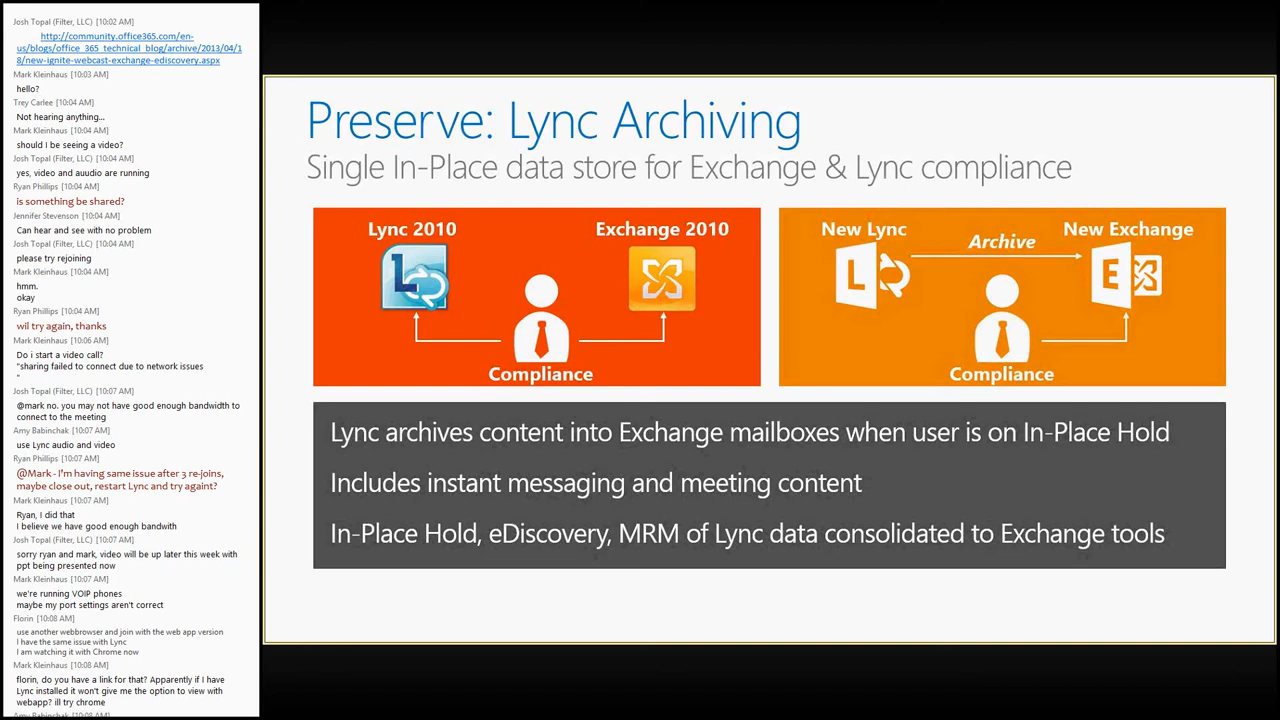 Josh Topal (Filter, LLC) [10:02 AM]
http://community.office365.com/en-
us/blogs/office_365_technical_blog/archive/2013/04/1
8/new-ignite-webcast-exchange-ediscovery.aspx
Mark Kleinhaus [10:03 AM]
hello?
Trey Carlee [10:04 AM]
Not hearing anything...
Mark Kleinhaus [10:04 AM]
should I be seeing a video?
Josh Topal (Filter, LLC) [10:04 AM]
yes, video and auudio are running
Ryan Phillips [10:04 AM]
is something be shared?
Jennifer Stevenson [10:04 AM]
Can hear and see with no problem
Josh Topal (Filter, LLC) [10:04 AM]
please try rejoining
Mark Kleinhaus [10:04 AM]
hmm.
okay
Ryan Phillips [10:04 AM]
wil try again, thanks
Mark Kleinhaus [10:06 AM]
Do i start a video call?
"sharing failed to connect due to network issues
"
Josh Topal (Filter, LLC) [10:07 AM]
@mark no. you may not have good enough bandwidth to
connect to the meeting
Amy Babinchak [10:07 AM]
use Lync audio and video
Ryan Phillips [10:07 AM]
@Mark - I'm having same issue after 3 re-joins,
maybe close out, restart Lync and try againt?
Mark Kleinhaus [10:07 AM]
Ryan, I did that
I believe we have good enough bandwith
Josh Topal (Filter, LLC) [10:07 AM]
sorry ryan and mark, video will be up later this week with
ppt being presented now
Mark Kleinhaus [10:07 AM]
we're running VOIP phones
maybe my port settings aren't correct
Florin [10:08 AM]
use another webbrowser and join with the web app version
I have the same issue with Lync
I am watching it with Chrome now
Mark Kleinhaus [10:08 AM]
florin, do you have a link for that? Apparently if I have
Lync installed it won't give me the option to view with
webapp? ill try chrome
Amy Babinchak [10:08 AM]
Preserve: Lync Archiving
Single In-Place data store for Exchange & Lync compliance
Lync 2010
Exchange 2010
Compliance
New Lync
Archive
New Exchange
Compliance
Lync archives content into Exchange mailboxes when user is on In-Place Hold
Includes instant messaging and meeting content
In-Place Hold, eDiscovery, MRM of Lync data consolidated to Exchange tools